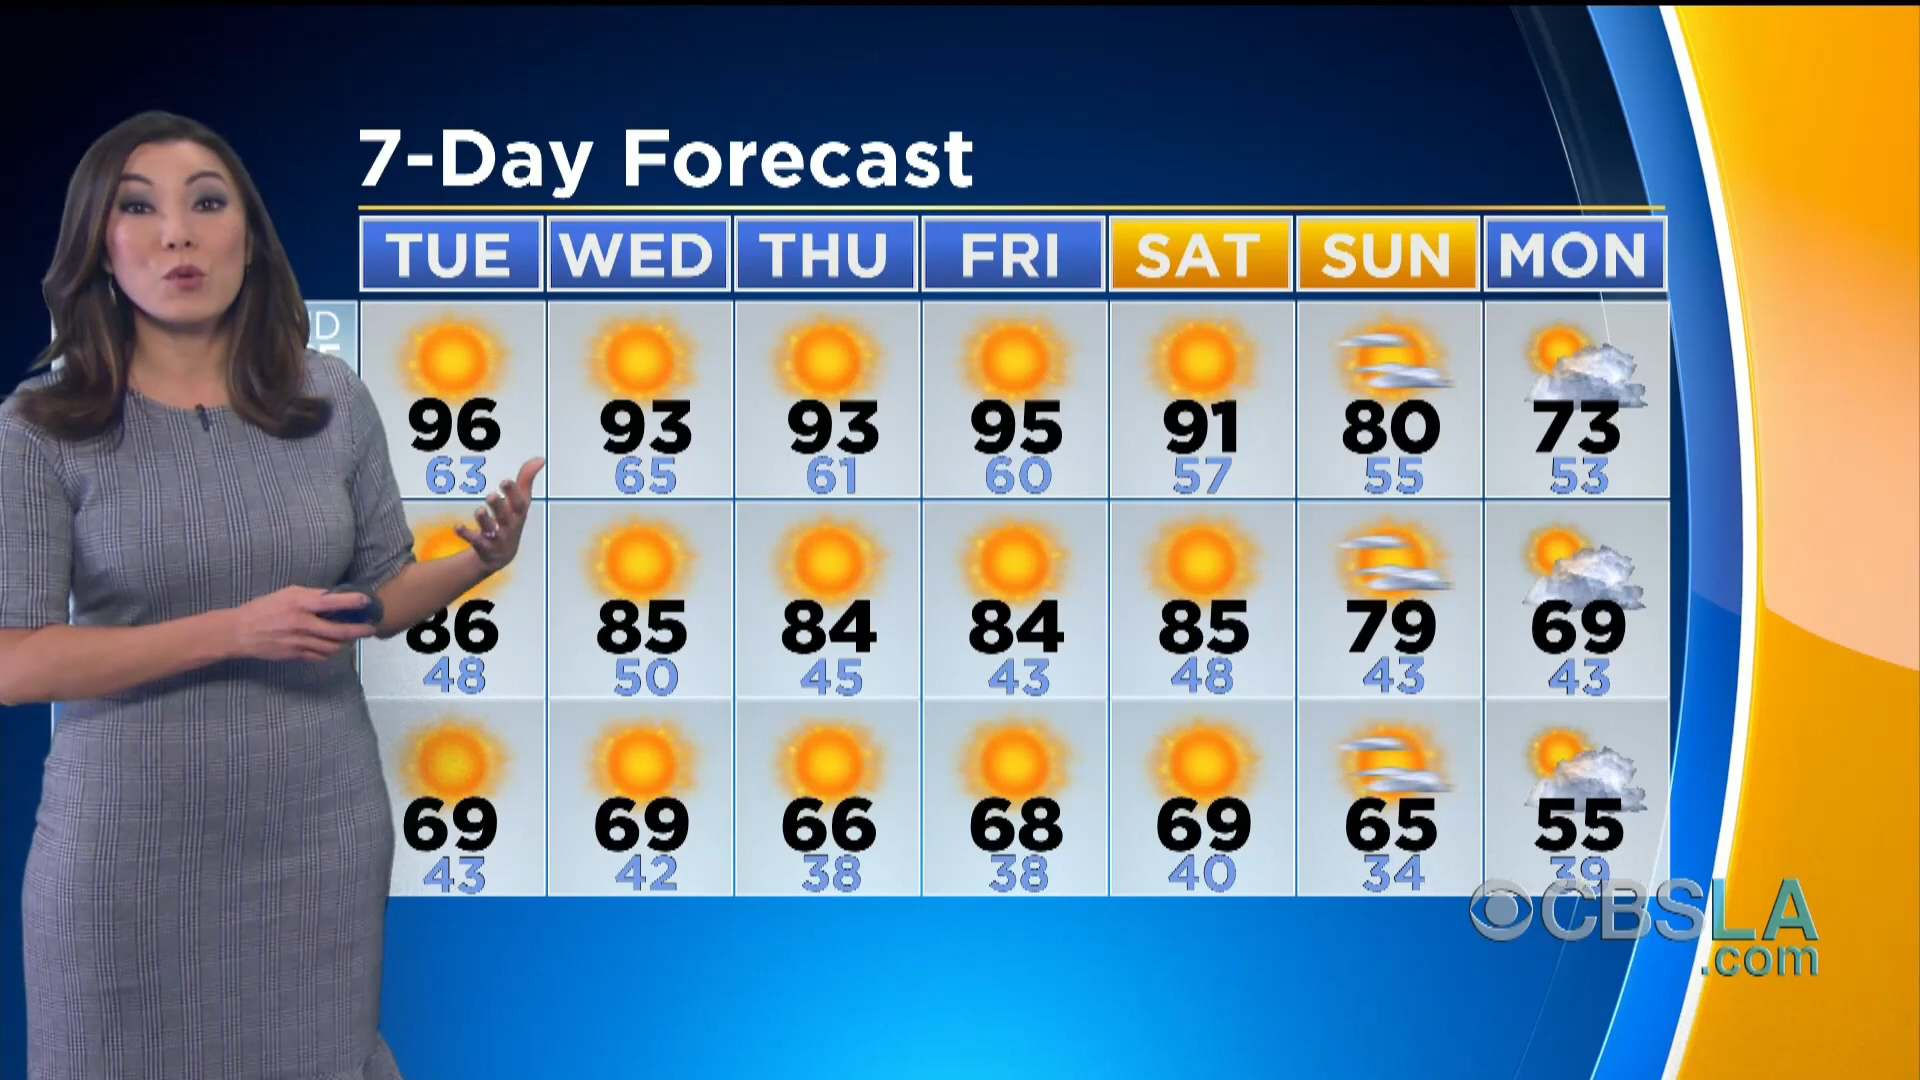 7-Day Forecast
TUE WED THU FRI SAT SUN MON
96 93 93 95 91 80 73
63 65 61 60 57 55 53
86 85 84 84 85 79 69
48 50 45 43 48 43 43
69 69 66 68 69 65 55
43 42 38 38 40 34 39
CBSLA
.com